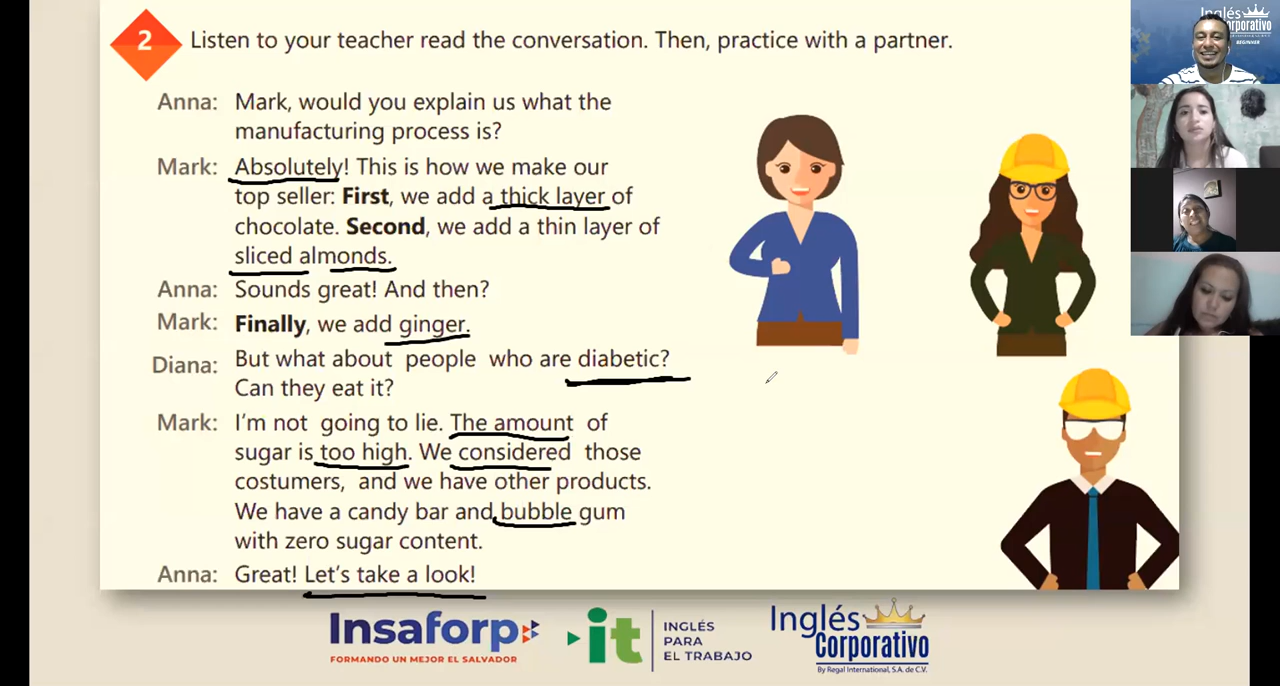 2 Listen to your teacher read the conversation. Then, practice with a partner.
Anna: Mark, would you explain us what the
manufacturing process is?
Mark: Absolutely! This is how we make our
top seller: First, we add a thick layer of
chocolate. Second, we add a thin layer of
sliced almonds.
Anna: Sounds great! And then?
Mark: Finally, we add ginger.
Diana: But what about people who are diabetic?
Can they eat it?
Mark: I'm not going to lie. The amount of
sugar is too high. We considered those
costumers, and we have other products.
We have a candy bar and bubble gum
with zero sugar content.
Anna: Great! Let's take a look!
Insaforp
FORMANDO UN MEJOR EL SALVADOR
it
INGLÉS
PARA
EL TRABAJO
Inglés
Corporativo
By Regal International, S.A. de C.V.
Inglés
Corporativo
BEGINNER